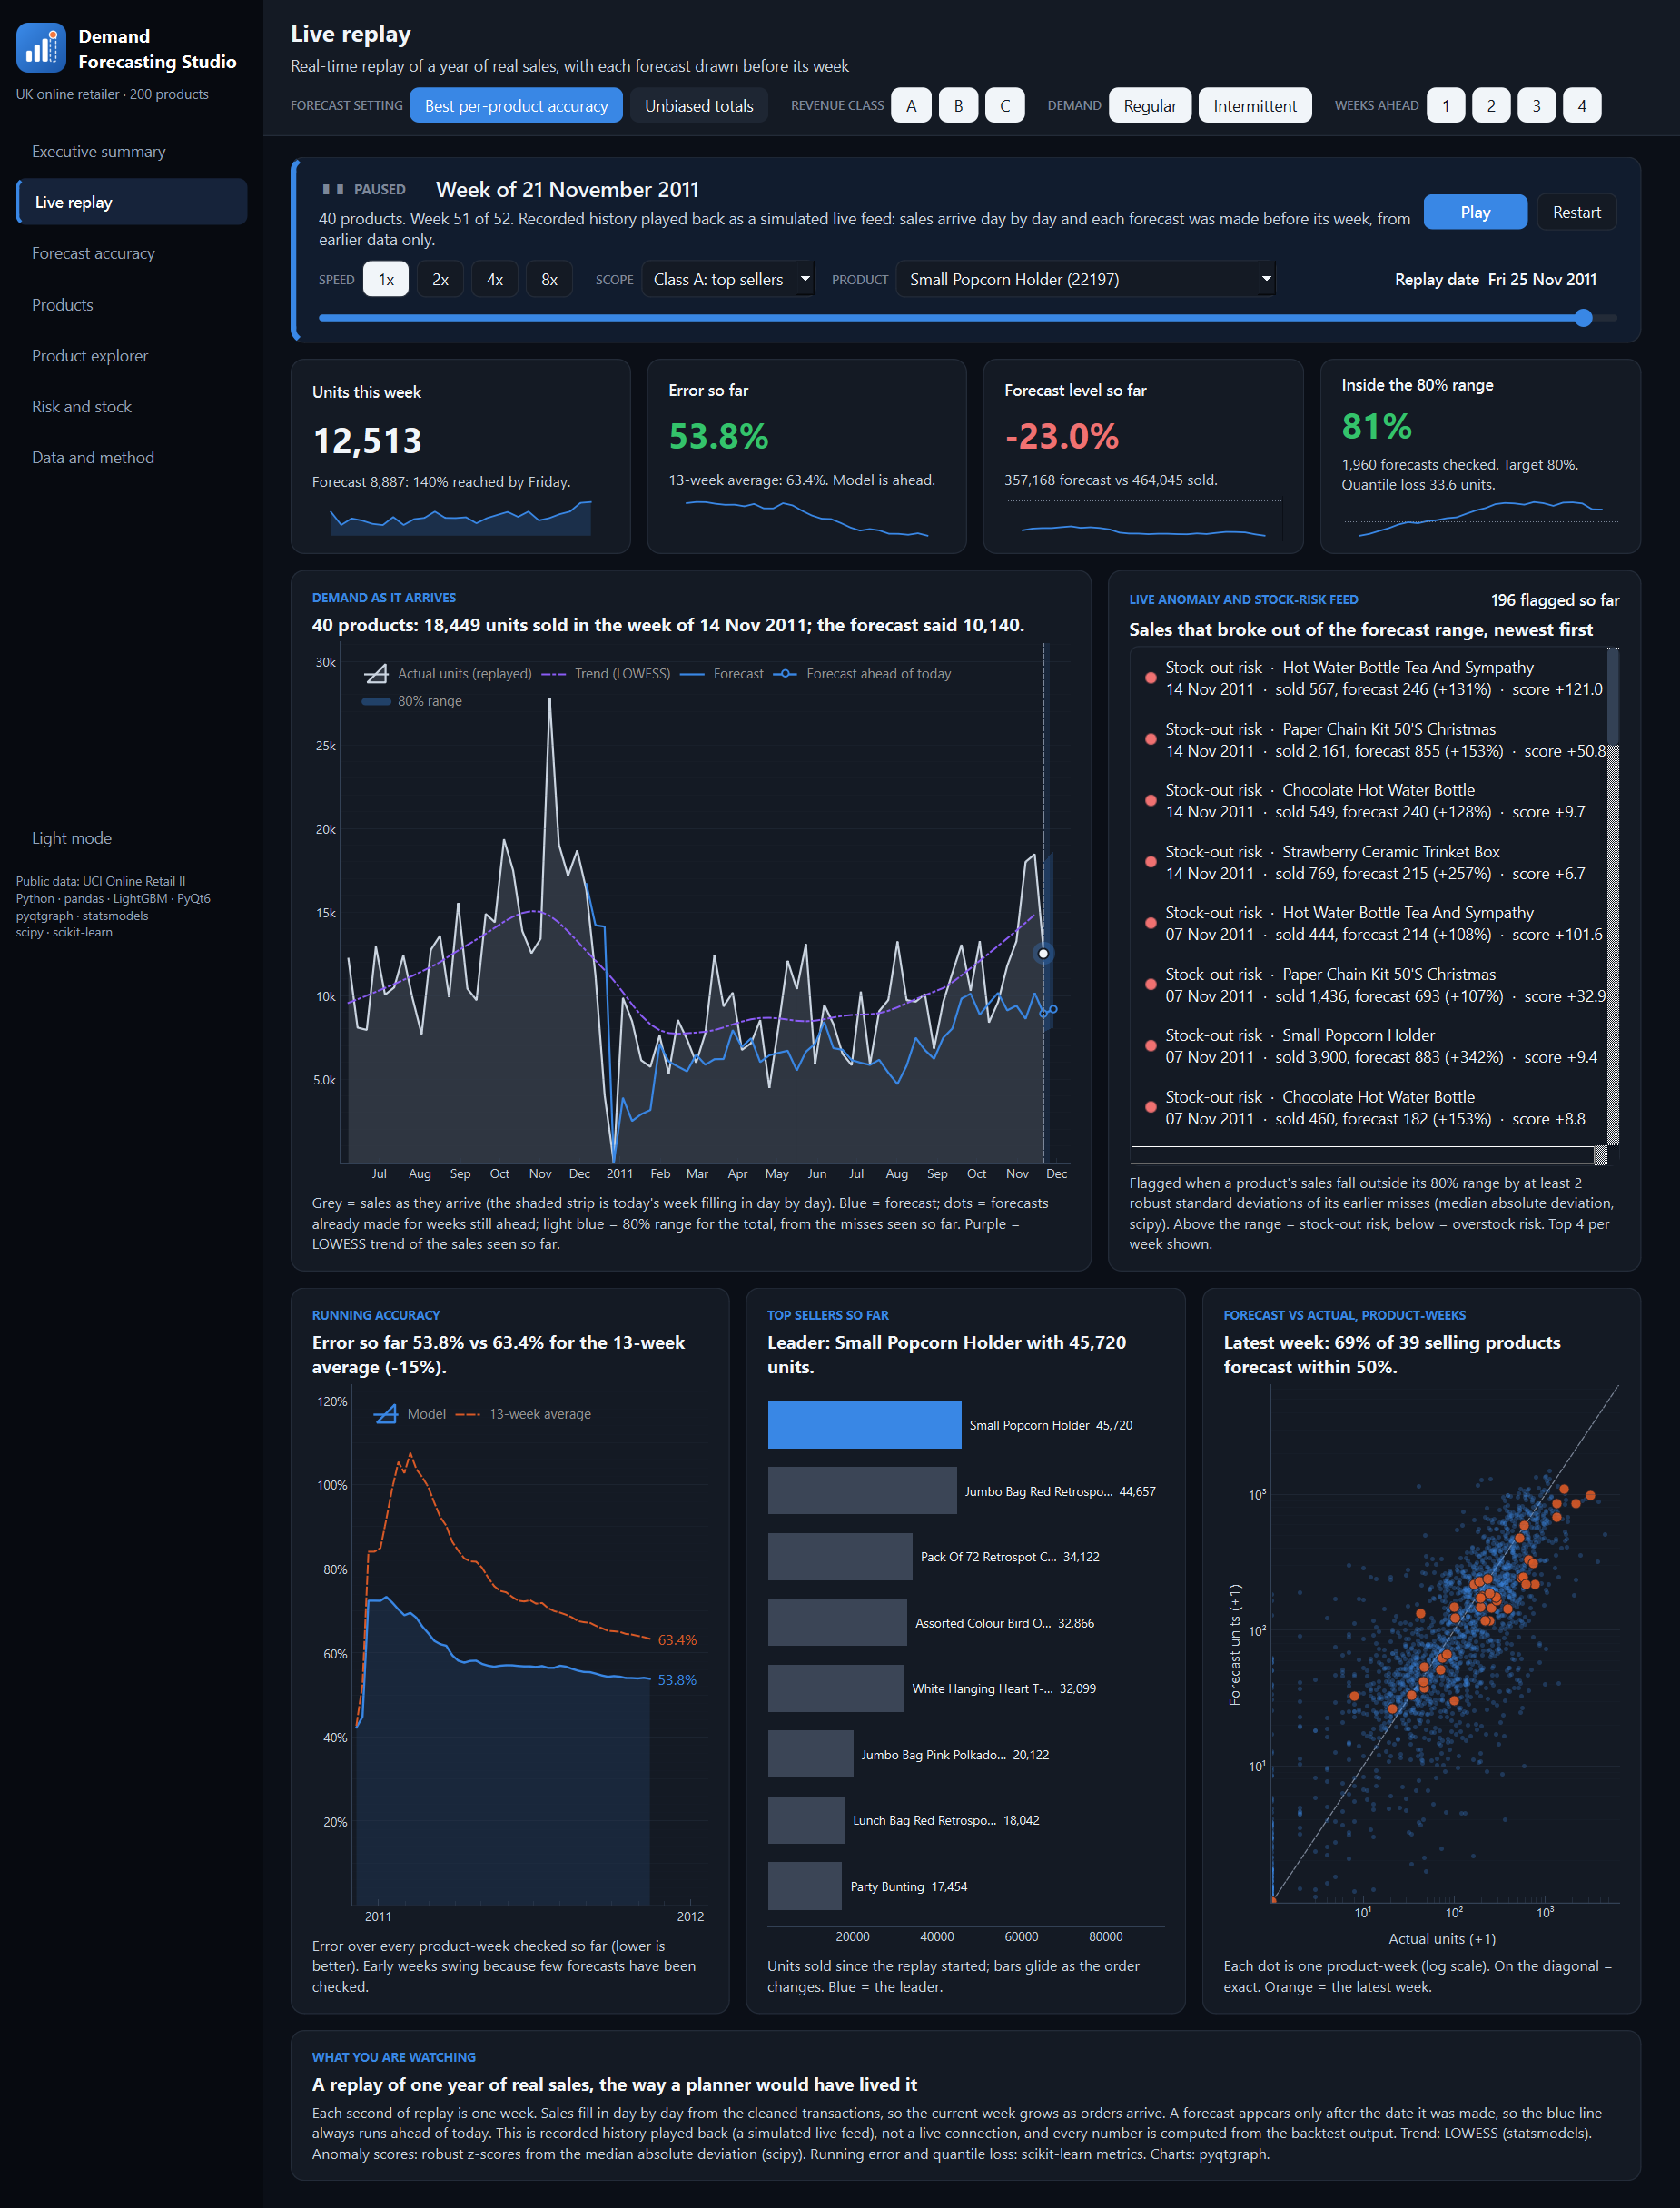 Demand
Forecasting Studio
UK online retailer · 200 products
Executive summary
Live replay
Forecast accuracy
Products
Product explorer
Risk and stock
Data and method
Light mode
Public data: UCI Online Retail II
Python · pandas · LightGBM · PyQt6
pyqtgraph · statsmodels
scipy · scikit-learn
Live replay
Real-time replay of a year of real sales, with each forecast drawn before its week
FORECAST SETTING Best per-product accuracy Unbiased totals REVENUE CLASS A B C DEMAND Regular Intermittent WEEKS AHEAD 1 2 3 4
PAUSED Week of 21 November 2011
40 products. Week 51 of 52. Recorded history played back as a simulated live feed: sales arrive day by day and each forecast was made before its week, from
earlier data only.
Play Restart
SPEED 1x 2x 4x 8x SCOPE Class A: top sellers PRODUCT Small Popcorn Holder (22197) Replay date Fri 25 Nov 2011
Units this week
12,513
Forecast 8,887: 140% reached by Friday.
Error so far
53.8%
13-week average: 63.4%. Model is ahead.
Forecast level so far
-23.0%
357,168 forecast vs 464,045 sold.
Inside the 80% range
81%
1,960 forecasts checked. Target 80%.
Quantile loss 33.6 units.
DEMAND AS IT ARRIVES
40 products: 18,449 units sold in the week of 14 Nov 2011; the forecast said 10,140.
Actual units (replayed) Trend (LOWESS) Forecast Forecast ahead of today
80% range
30k
25k
20k
15k
10k
5.0k
Jul Aug Sep Oct Nov Dec 2011 Feb Mar Apr May Jun Jul Aug Sep Oct Nov Dec
Grey = sales as they arrive (the shaded strip is today's week filling in day by day). Blue = forecast; dots = forecasts
already made for weeks still ahead; light blue = 80% range for the total, from the misses seen so far. Purple =
LOWESS trend of the sales seen so far.
LIVE ANOMALY AND STOCK-RISK FEED 196 flagged so far
Sales that broke out of the forecast range, newest first
Stock-out risk · Hot Water Bottle Tea And Sympathy
14 Nov 2011 · sold 567, forecast 246 (+131%) · score +121.0
Stock-out risk · Paper Chain Kit 50'S Christmas
14 Nov 2011 · sold 2,161, forecast 855 (+153%) · score +50.8
Stock-out risk · Chocolate Hot Water Bottle
14 Nov 2011 · sold 549, forecast 240 (+128%) · score +9.7
Stock-out risk · Strawberry Ceramic Trinket Box
14 Nov 2011 · sold 769, forecast 215 (+257%) · score +6.7
Stock-out risk · Hot Water Bottle Tea And Sympathy
07 Nov 2011 · sold 444, forecast 214 (+108%) · score +101.6
Stock-out risk · Paper Chain Kit 50'S Christmas
07 Nov 2011 · sold 1,436, forecast 693 (+107%) · score +32.9
Stock-out risk · Small Popcorn Holder
07 Nov 2011 · sold 3,900, forecast 883 (+342%) · score +9.4
Stock-out risk · Chocolate Hot Water Bottle
07 Nov 2011 · sold 460, forecast 182 (+153%) · score +8.8
Flagged when a product's sales fall outside its 80% range by at least 2
robust standard deviations of its earlier misses (median absolute deviation,
scipy). Above the range = stock-out risk, below = overstock risk. Top 4 per
week shown.
RUNNING ACCURACY
Error so far 53.8% vs 63.4% for the 13-week
average (-15%).
Model 13-week average
120%
100%
80%
60%
40%
20%
63.4%
53.8%
2011 2012
Error over every product-week checked so far (lower is
better). Early weeks swing because few forecasts have been
checked.
TOP SELLERS SO FAR
Leader: Small Popcorn Holder with 45,720
units.
Small Popcorn Holder 45,720
Jumbo Bag Red Retrospo... 44,657
Pack Of 72 Retrospot C... 34,122
Assorted Colour Bird O... 32,866
White Hanging Heart T-... 32,099
Jumbo Bag Pink Polkado... 20,122
Lunch Bag Red Retrospo... 18,042
Party Bunting 17,454
20000 40000 60000 80000
Units sold since the replay started; bars glide as the order
changes. Blue = the leader.
FORECAST VS ACTUAL, PRODUCT-WEEKS
Latest week: 69% of 39 selling products
forecast within 50%.
Forecast units (+1)
10³
10²
10¹
10¹ 10² 10³
Actual units (+1)
Each dot is one product-week (log scale). On the diagonal =
exact. Orange = the latest week.
WHAT YOU ARE WATCHING
A replay of one year of real sales, the way a planner would have lived it
Each second of replay is one week. Sales fill in day by day from the cleaned transactions, so the current week grows as orders arrive. A forecast appears only after the date it was made, so the blue line
always runs ahead of today. This is recorded history played back (a simulated live feed), not a live connection, and every number is computed from the backtest output. Trend: LOWESS (statsmodels).
Anomaly scores: robust z-scores from the median absolute deviation (scipy). Running error and quantile loss: scikit-learn metrics. Charts: pyqtgraph.